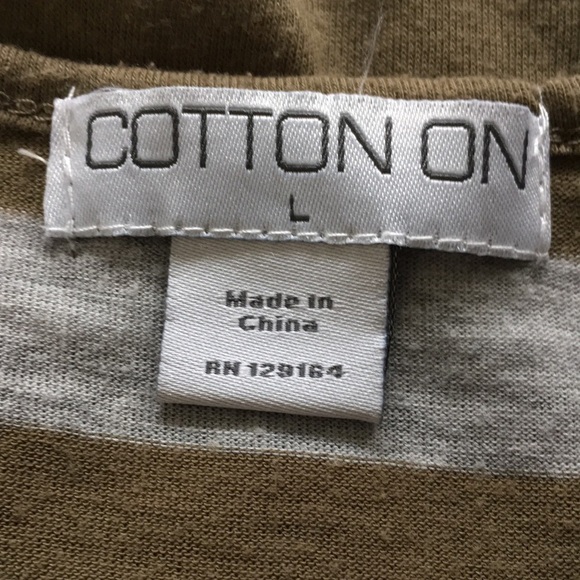 COTTON ON
L
Made in
China
RN 129164